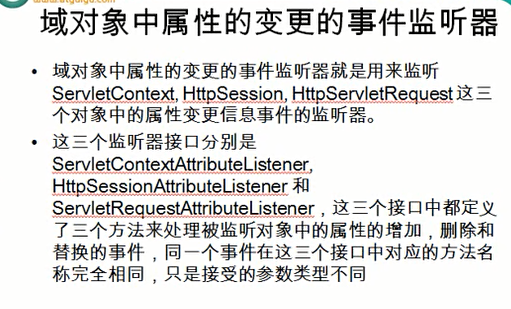 www.atguigu.com
域对象中属性的变更的事件监听器
• 域对象中属性的变更的事件监听器就是用来监听
ServletContext, HttpSession, HttpServletRequest 这三
个对象中的属性变更信息事件的监听器。
• 这三个监听器接口分别是
ServletContextAttributeListener,
HttpSessionAttributeListener 和
ServletRequestAttributeListener，这三个接口中都定义
了三个方法来处理被监听对象中的属性的增加，删除和
替换的事件，同一个事件在这三个接口中对应的方法名
称完全相同，只是接受的参数类型不同